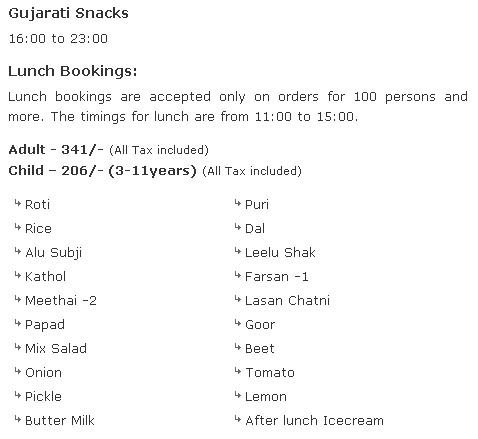 Gujarati Snacks
16:00 to 23:00
Lunch Bookings:
Lunch bookings are accepted only on orders for 100 persons and
more. The timings for lunch are from 11:00 to 15:00.
Adult - 341/- (All Tax included)
Child – 206/- (3-11years) (All Tax included)
Roti
Puri
Rice
Dal
Alu Subji
Leelu Shak
Kathol
Farsan -1
Meethai -2
Lasan Chatni
Papad
Goor
Mix Salad
Beet
Onion
Tomato
Pickle
Lemon
Butter Milk
After lunch Icecream